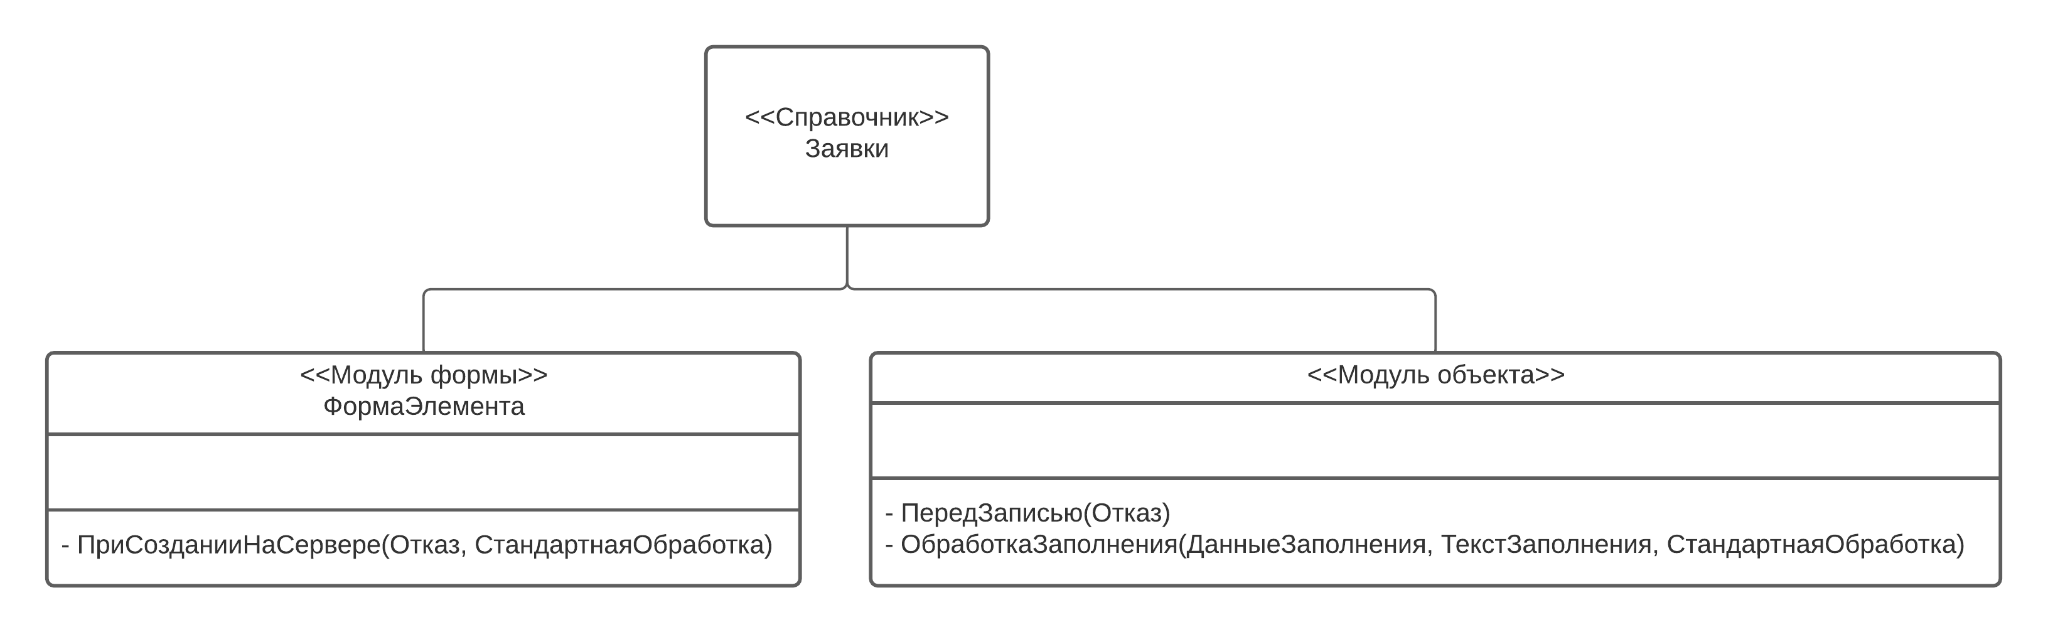 <<Справочник>>
Заявки
<<Модуль формы>>
ФормаЭлемента
- ПриСозданииНаСервере(Отказ, СтандартнаяОбработка)
<<Модуль объекта>>
- ПередЗаписью(Отказ)
- ОбработкаЗаполнения(ДанныеЗаполнения, ТекстЗаполнения, СтандартнаяОбработка)